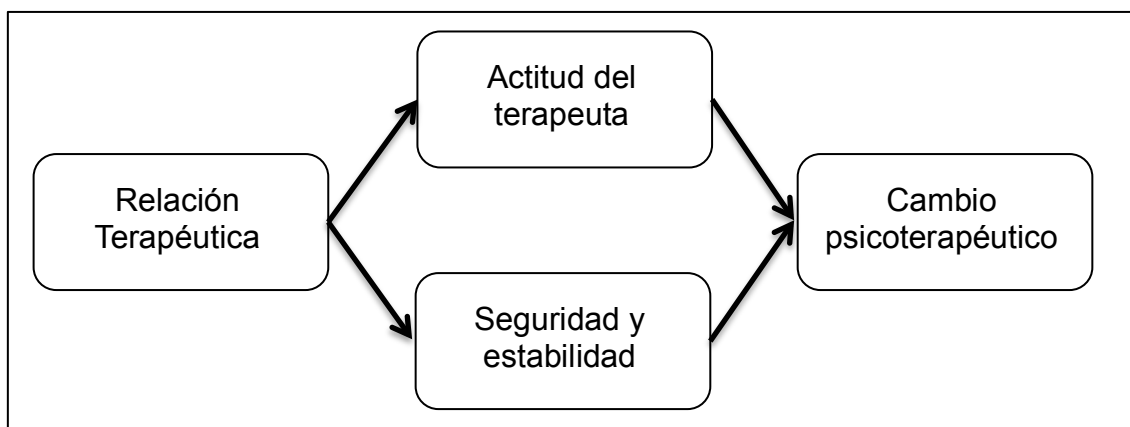 Relación
Terapéutica
Actitud del
terapeuta
Seguridad y
estabilidad
Cambio
psicoterapéutico